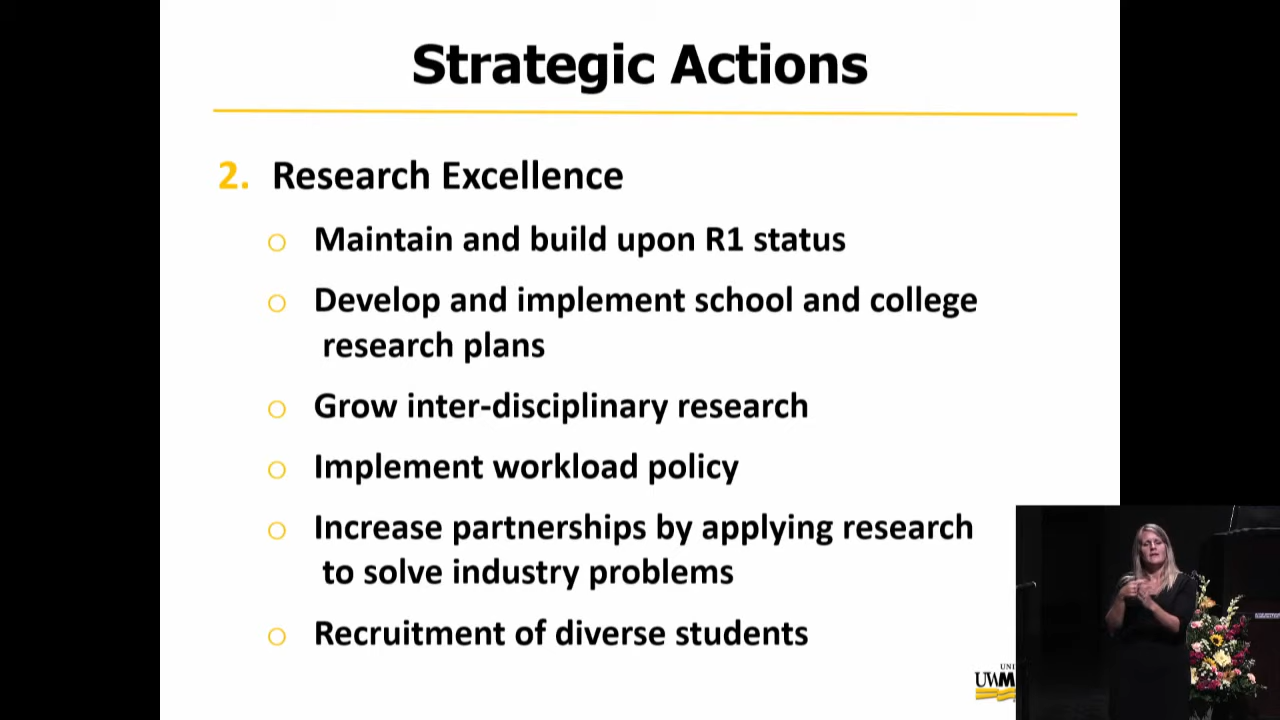 Strategic Actions
2. Research Excellence
o Maintain and build upon R1 status
o Develop and implement school and college
research plans
o Grow inter-disciplinary research
o Implement workload policy
o Increase partnerships by applying research
to solve industry problems
o Recruitment of diverse students